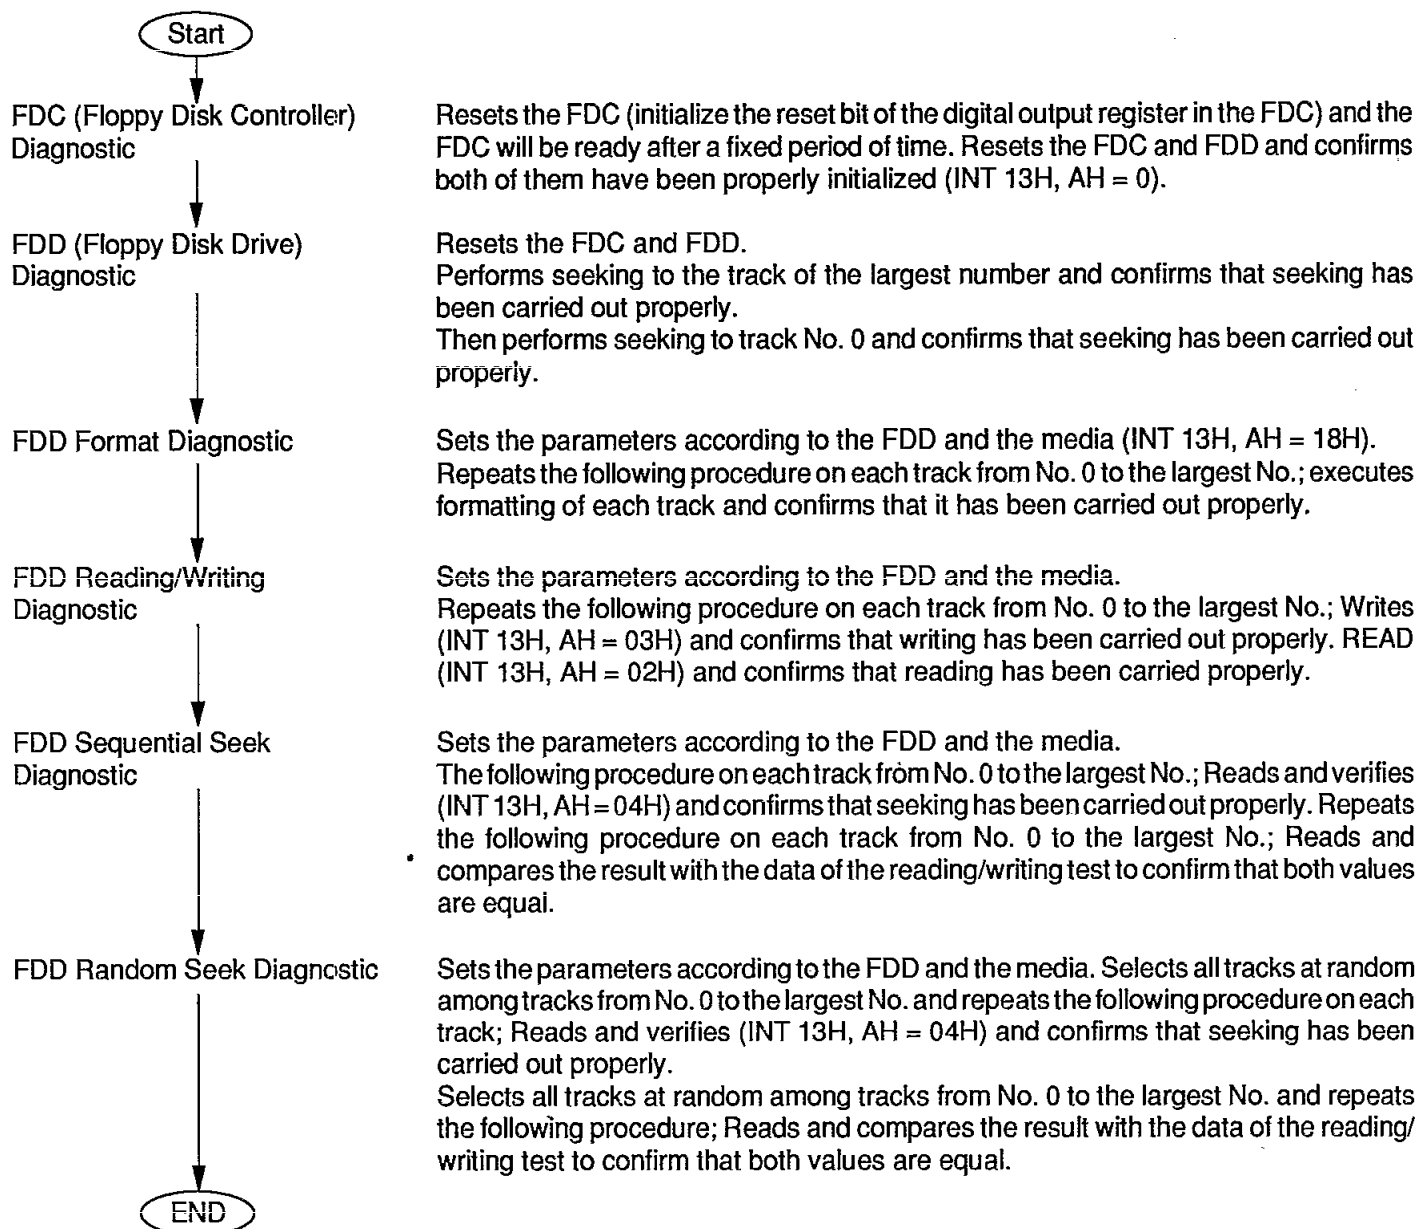 Start
FDC (Floppy Disk Controller)
Diagnostic
Resets the FDC (initialize the reset bit of the digital output register in the FDC) and the
FDC will be ready after a fixed period of time. Resets the FDC and FDD and confirms
both of them have been properly initialized (INT 13H, AH = 0).
FDD (Floppy Disk Drive)
Diagnostic
Resets the FDC and FDD.
Performs seeking to the track of the largest number and confirms that seeking has
been carried out properly.
Then performs seeking to track No. 0 and confirms that seeking has been carried out
properly.
FDD Format Diagnostic
Sets the parameters according to the FDD and the media (INT 13H, AH = 18H).
Repeats the following procedure on each track from No. 0 to the largest No.; executes
formatting of each track and confirms that it has been carried out properly.
FDD Reading/Writing
Diagnostic
Sets the parameters according to the FDD and the media.
Repeats the following procedure on each track from No. 0 to the largest No.; Writes
(INT 13H, AH = 03H) and confirms that writing has been carried out properly. READ
(INT 13H, AH = 02H) and confirms that reading has been carried properly.
FDD Sequential Seek
Diagnostic
Sets the parameters according to the FDD and the media.
The following procedure on each track from No. 0 to the largest No.; Reads and verifies
(INT 13H, AH = 04H) and confirms that seeking has been carried out properly. Repeats
the following procedure on each track from No. 0 to the largest No.; Reads and
compares the result with the data of the reading/writing test to confirm that both values
are equal.
FDD Random Seek Diagnostic
Sets the parameters according to the FDD and the media. Selects all tracks at random
among tracks from No. 0 to the largest No. and repeats the following procedure on each
track; Reads and verifies (INT 13H, AH = 04H) and confirms that seeking has been
carried out properly.
Selects all tracks at random among tracks from No. 0 to the largest No. and repeats
the following procedure; Reads and compares the result with the data of the reading/
writing test to confirm that both values are equal.
END